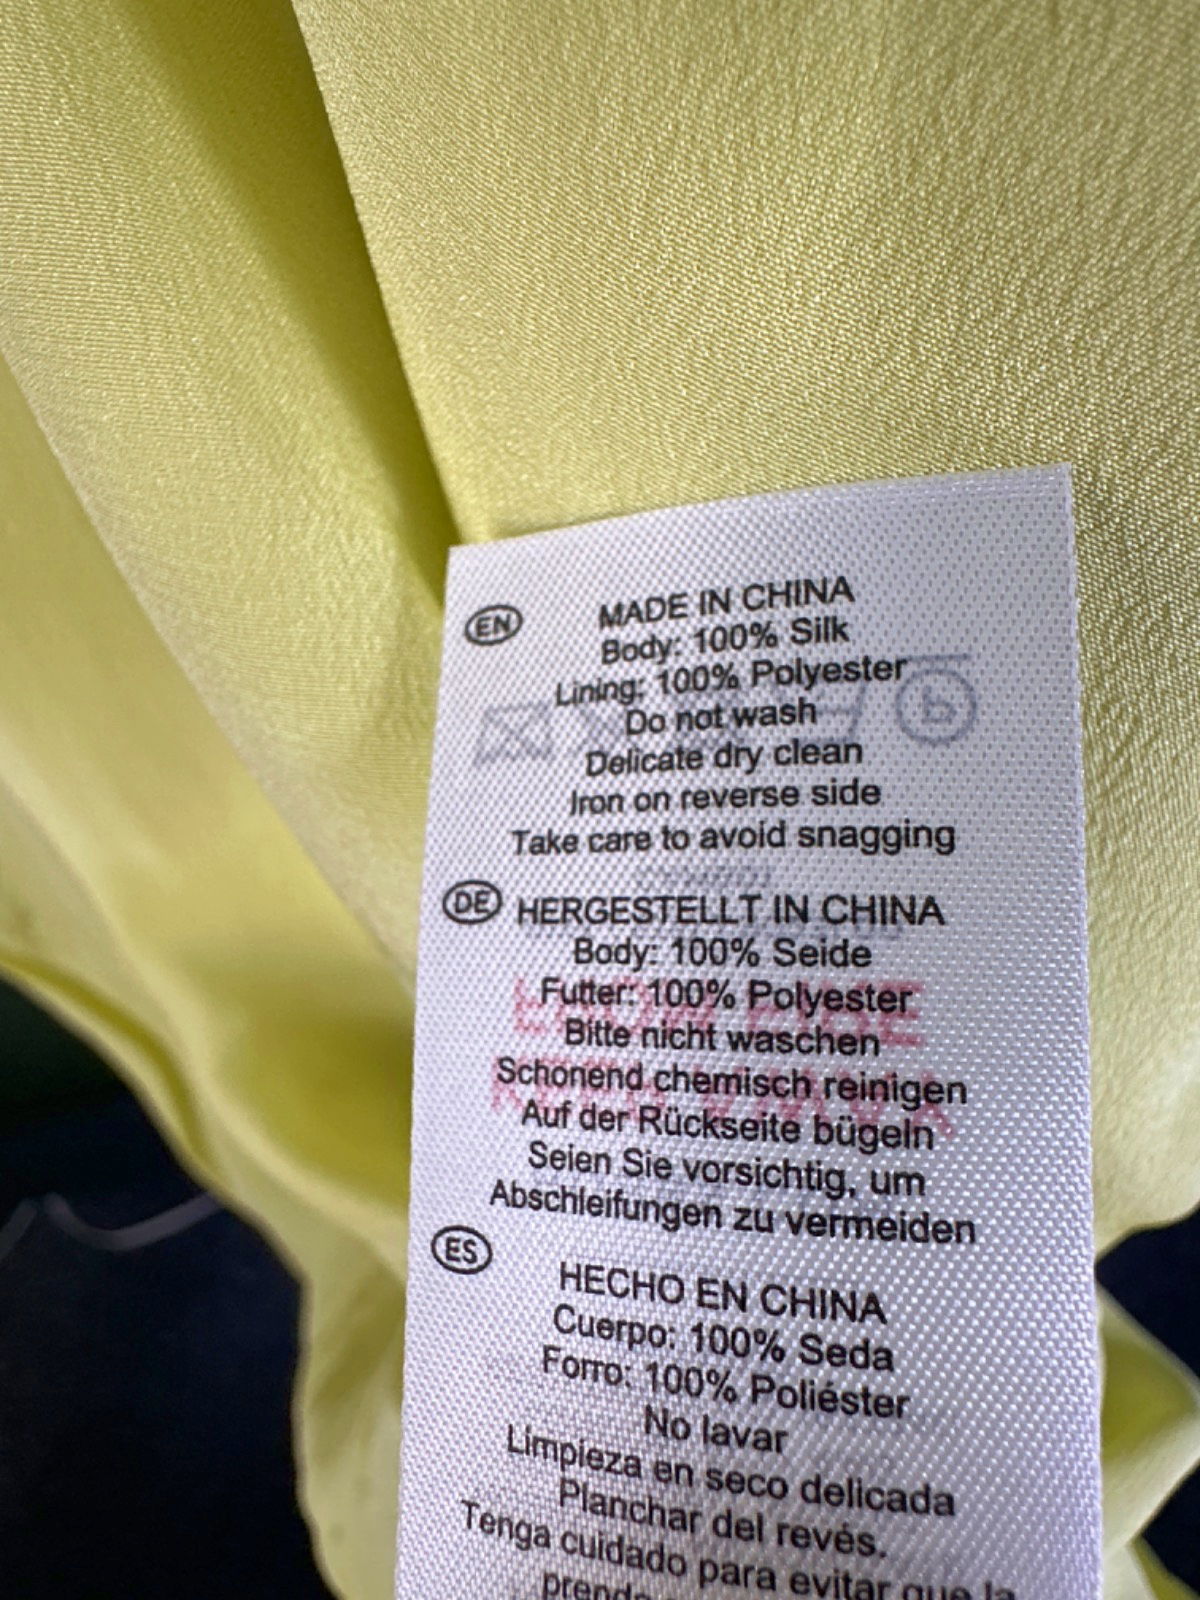 EN
MADE IN CHINA
Body: 100% Silk
Lining: 100% Polyester
Do not wash
Delicate dry clean
Iron on reverse side
Take care to avoid snagging
DE
HERGESTELLT IN CHINA
Body: 100% Seide
Futter: 100% Polyester
Bitte nicht waschen
Schonend chemisch reinigen
Auf der Rückseite bügeln
Seien Sie vorsichtig, um
Abschleifungen zu vermeiden
ES
HECHO EN CHINA
Cuerpo: 100% Seda
Forro: 100% Poliéster
No lavar
Limpieza en seco delicada
Planchar del revés.
Tenga cuidado para evitar que la
prenda